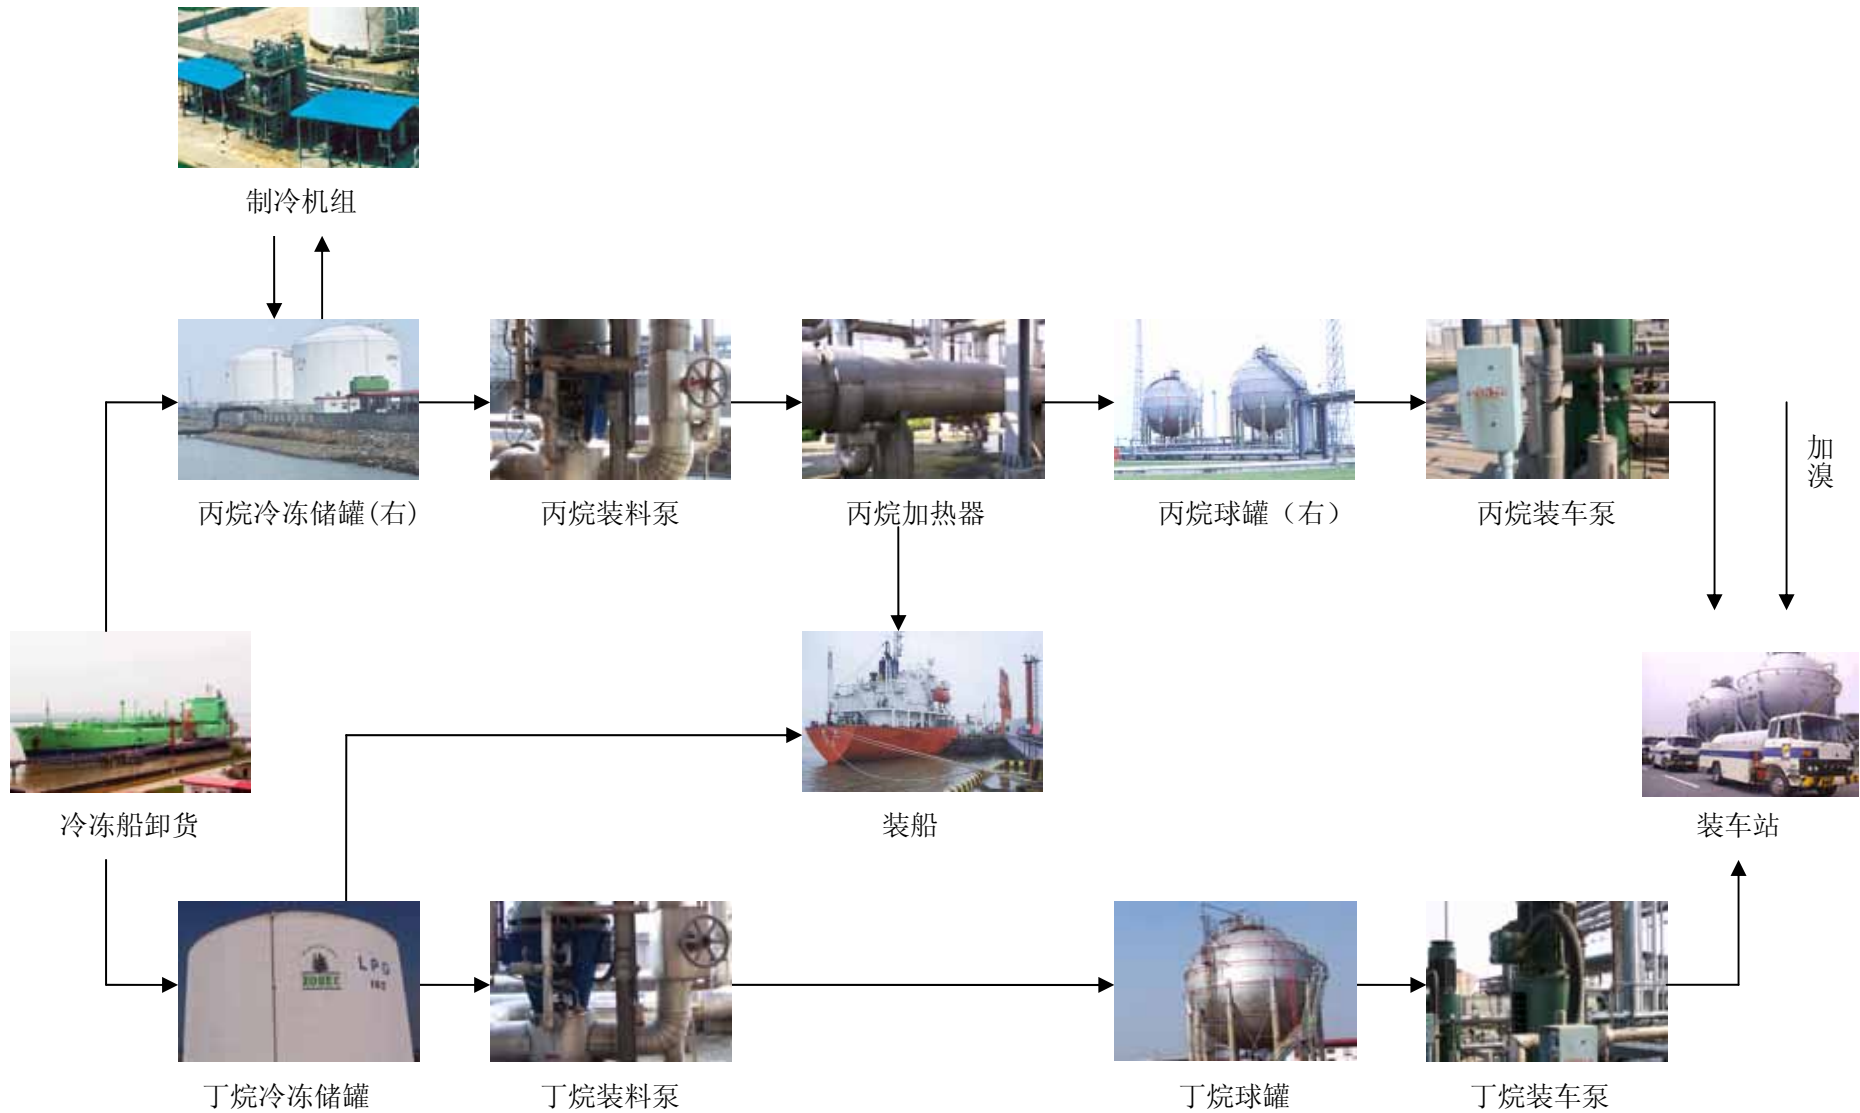 制冷机组
丙烷冷冻储罐(右)
丙烷装料泵
丙烷加热器
丙烷球罐（右）
丙烷装车泵
加
溴
冷冻船卸货
装船
装车站
LPG
丁烷冷冻储罐
丁烷装料泵
丁烷球罐
丁烷装车泵